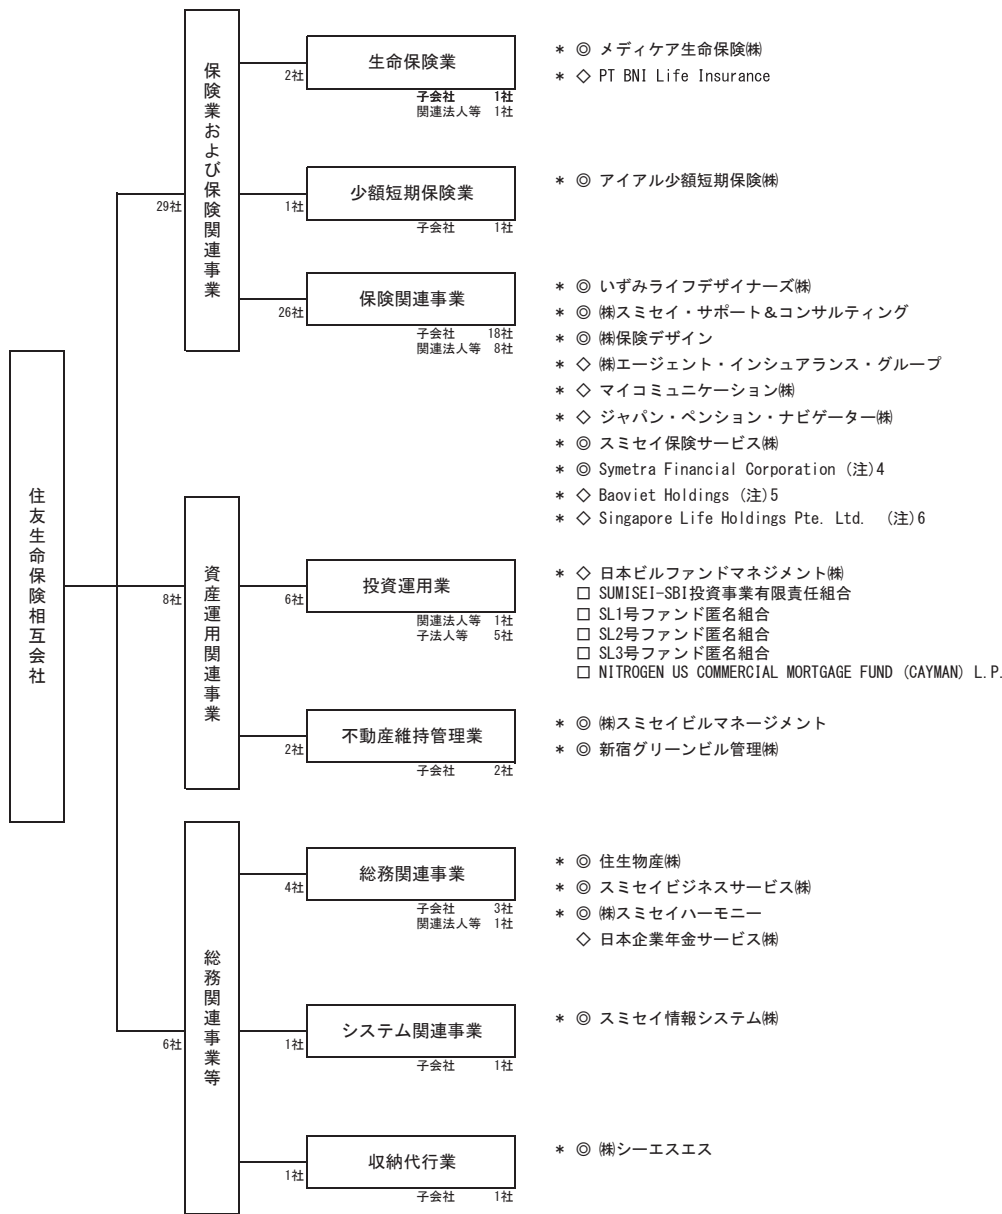 住友生命保険相互会社
29社
保険業および保険関連事業
2社
生命保険業
子会社 1社
関連法人等 1社
* ◎ メディケア生命保険㈱
* ◇ PT BNI Life Insurance
1社
少額短期保険業
子会社 1社
* ◎ アイアル少額短期保険㈱
26社
保険関連事業
子会社 18社
関連法人等 8社
* ◎ いずみライフデザイナーズ㈱
* ◎ ㈱スミセイ・サポート&コンサルティング
* ◎ ㈱保険デザイン
* ◇ ㈱エージェント・インシュアランス・グループ
* ◇ マイコミュニケーション㈱
* ◇ ジャパン・ペンション・ナビゲーター㈱
* ◎ スミセイ保険サービス㈱
* ◎ Symetra Financial Corporation (注)4
* ◇ Baoviet Holdings (注)5
* ◇ Singapore Life Holdings Pte. Ltd. (注)6
8社
資産運用関連事業
6社
投資運用業
関連法人等 1社
子法人等 5社
* ◇ 日本ビルファンドマネジメント㈱
□ SUMISEI-SBI投資事業有限責任組合
□ SL1号ファンド匿名組合
□ SL2号ファンド匿名組合
□ SL3号ファンド匿名組合
□ NITROGEN US COMMERCIAL MORTGAGE FUND (CAYMAN) L.P.
2社
不動産維持管理業
子会社 2社
* ◎ ㈱スミセイビルマネージメント
* ◎ 新宿グリーンビル管理㈱
6社
総務関連事業等
4社
総務関連事業
子会社 3社
関連法人等 1社
* ◎ 住生物産㈱
* ◎ スミセイビジネスサービス㈱
* ◎ ㈱スミセイハーモニー
◇ 日本企業年金サービス㈱
1社
システム関連事業
子会社 1社
* ◎ スミセイ情報システム㈱
1社
収納代行業
子会社 1社
* ◎ ㈱シーエスエス